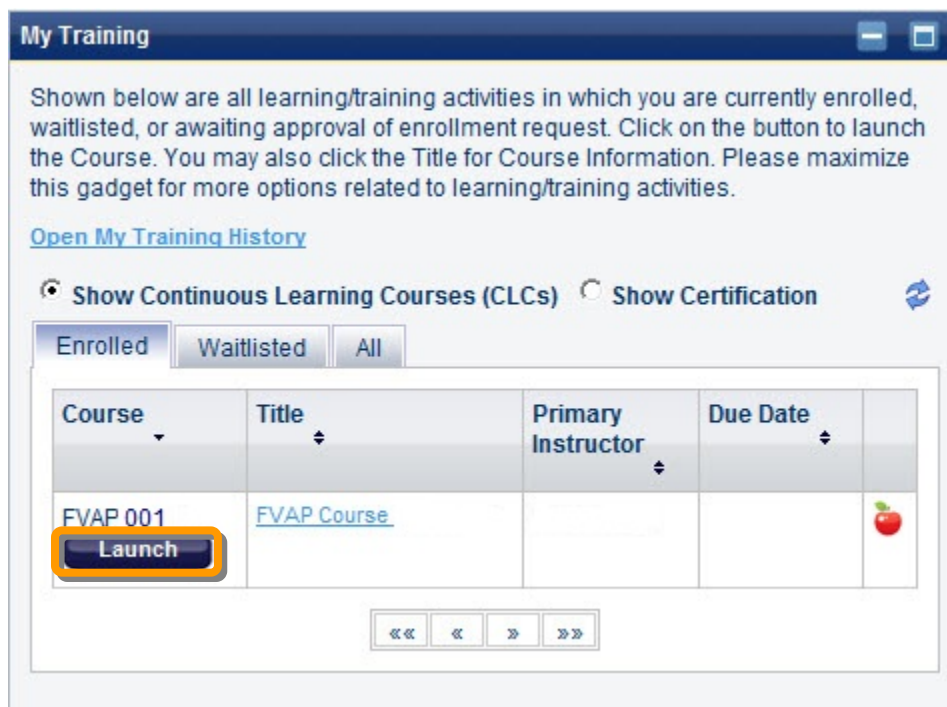 My Training
Shown below are all learning/training activities in which you are currently enrolled,
waitlisted, or awaiting approval of enrollment request. Click on the button to launch
the Course. You may also click the Title for Course Information. Please maximize
this gadget for more options related to learning/training activities.
Open My Training History
Show Continuous Learning Courses (CLCs) Show Certification
Enrolled Waitlisted All
Course Title Primary Due Date
Instructor
FVAP 001 FVAP Course
Launch
«« « » »»